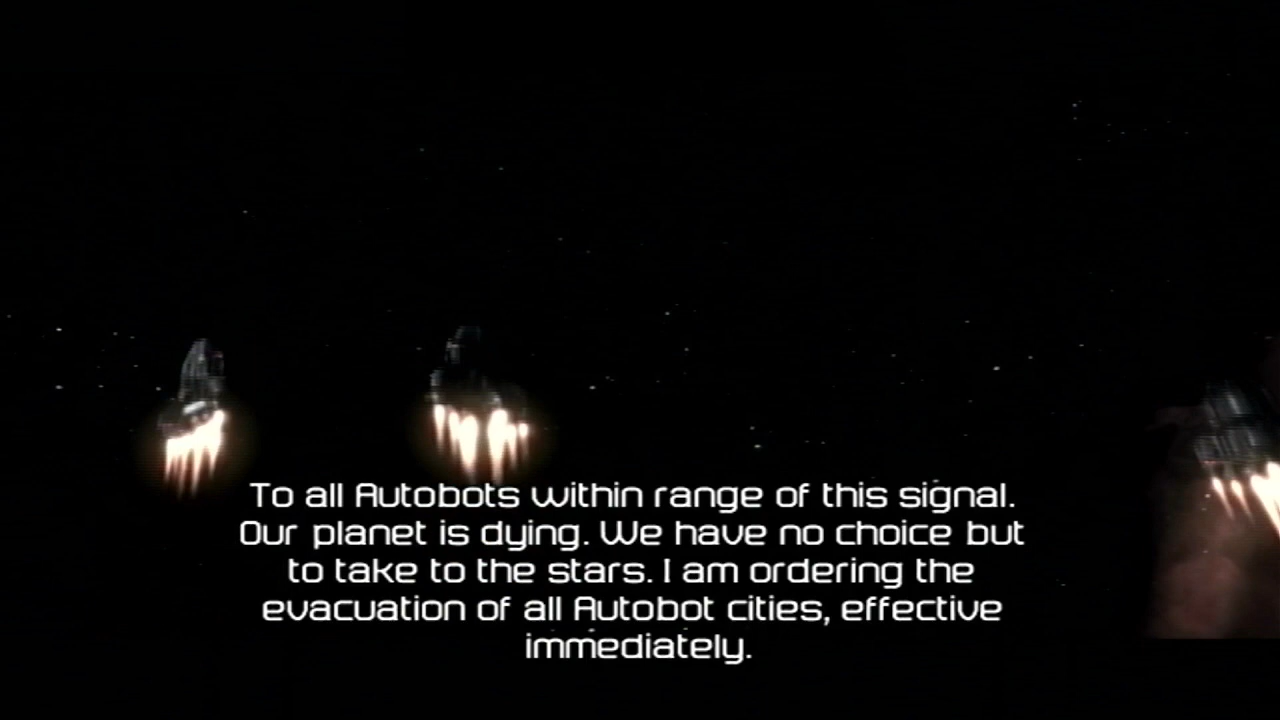 To all Autobots within range of this signal.
Our planet is dying. We have no choice but
to take to the stars. I am ordering the
evacuation of all Autobot cities, effective
immediately.